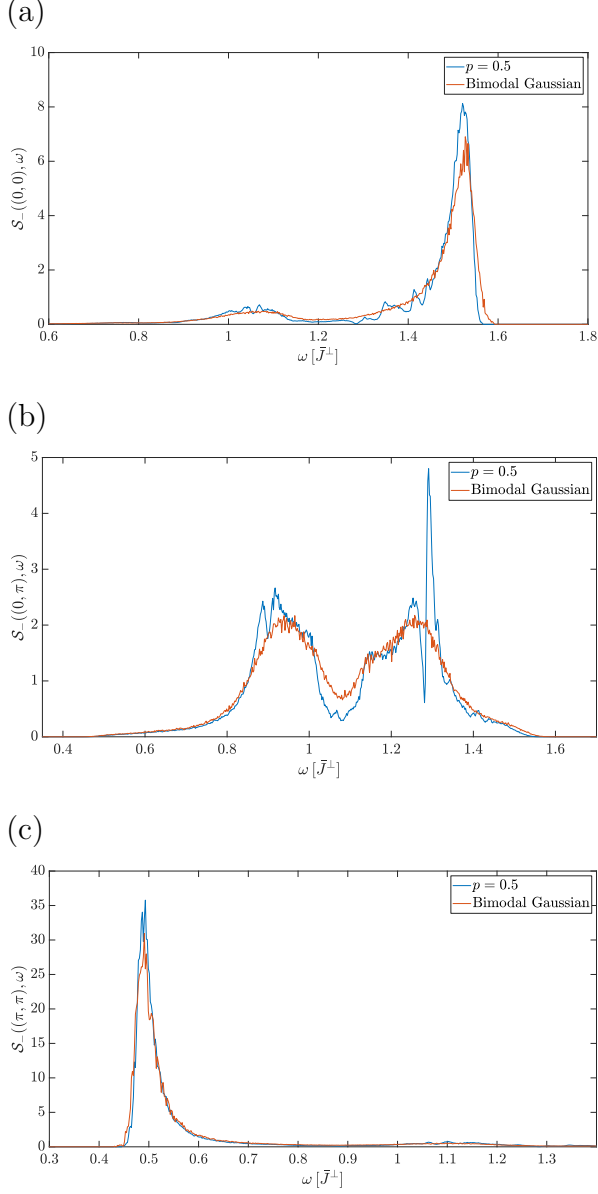 (a)
10
8
6
4
2
0
S₋((0, 0), ω)
p = 0.5
Bimodal Gaussian
0.6 0.8 1 1.2 1.4 1.6 1.8
ω [J̄^⊥]
(b)
5
4
3
2
1
0
S₋((0, π), ω)
p = 0.5
Bimodal Gaussian
0.4 0.6 0.8 1 1.2 1.4 1.6
ω [J̄^⊥]
(c)
40
35
30
25
20
15
10
5
0
S₋((π, π), ω)
p = 0.5
Bimodal Gaussian
0.3 0.4 0.5 0.6 0.7 0.8 0.9 1 1.1 1.2 1.3
ω [J̄^⊥]